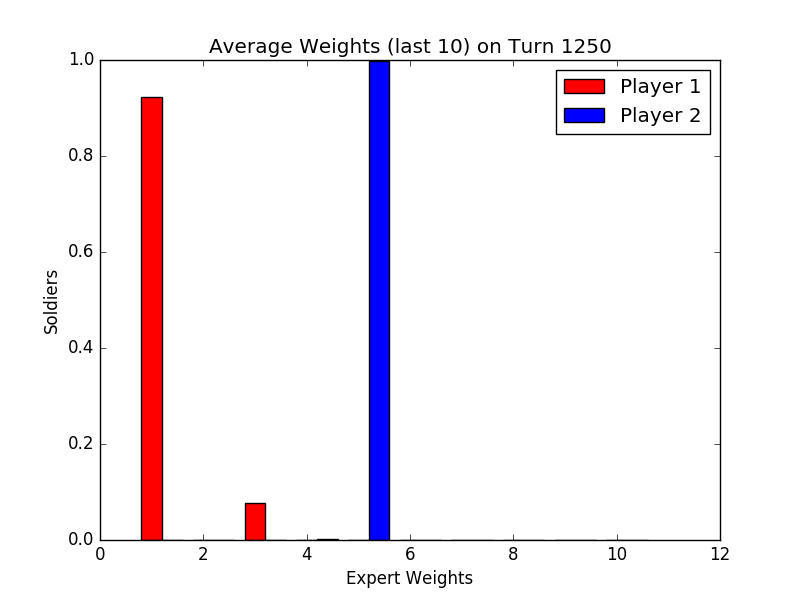 Average Weights (last 10) on Turn 1250
Player 1
Player 2
1.0
0.8
0.6
0.4
0.2
0.0
Soldiers
0 2 4 6 8 10 12
Expert Weights